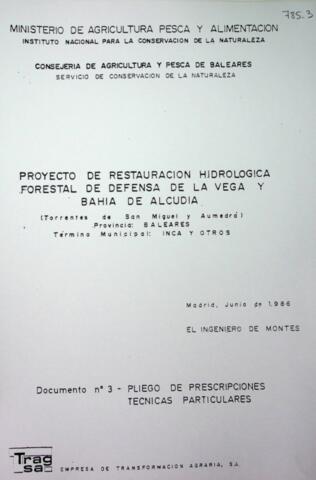 785-3
MINISTERIO DE AGRICULTURA PESCA Y ALIMENTACION
INSTITUTO NACIONAL PARA LA CONSERVACION DE LA NATURALEZA
CONSEJERIA DE AGRICULTURA Y PESCA DE BALEARES
SERVICIO DE CONSERVACION DE LA NATURALEZA
PROYECTO DE RESTAURACION HIDROLOGICA
FORESTAL DE DEFENSA DE LA VEGA Y
BAHIA DE ALCUDIA
(Torrentes de San Miguel y Aumedrá)
Provincia: BALEARES
Término Municipal: INCA Y OTROS
Madrid, Junio de 1.986
EL INGENIERO DE MONTES
Documento nº 3 - PLIEGO DE PRESCRIPCIONES
TECNICAS PARTICULARES
Tragsa
EMPRESA DE TRANSFORMACION AGRARIA, S.A.